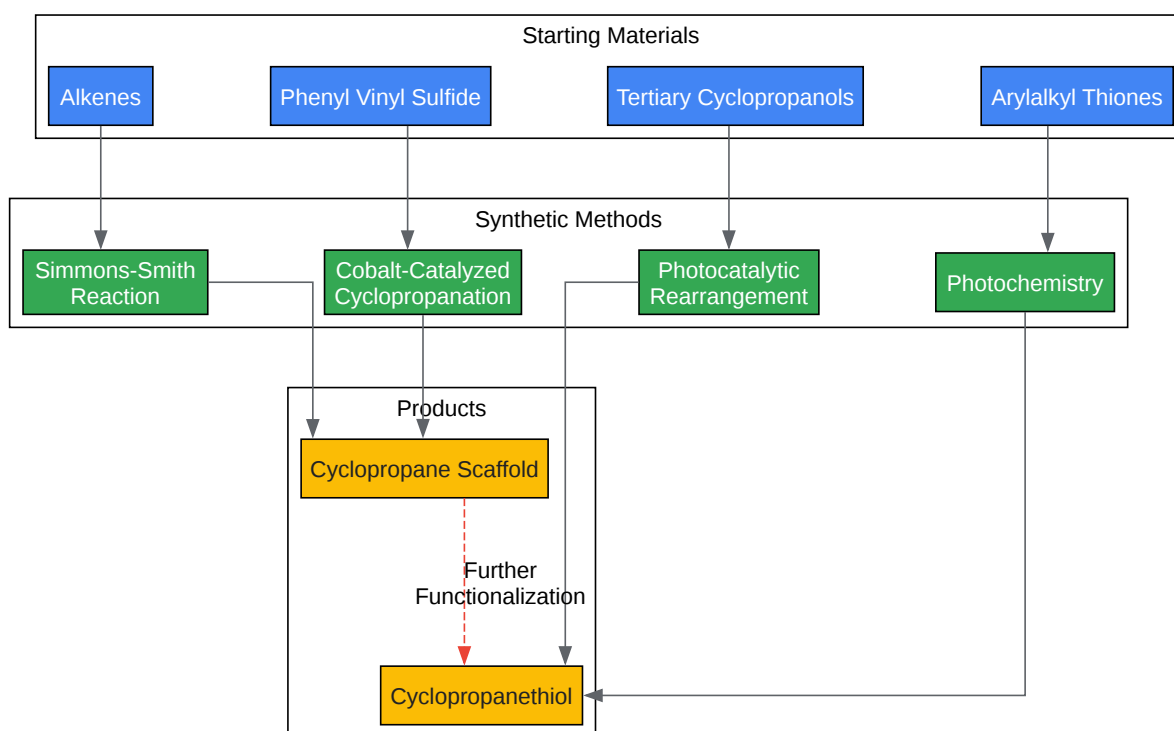 Starting Materials
Alkenes
Phenyl Vinyl Sulfide
Tertiary Cyclopropanols
Arylalkyl Thiones
Synthetic Methods
Simmons-Smith
Reaction
Cobalt-Catalyzed
Cyclopropanation
Photocatalytic
Rearrangement
Photochemistry
Products
Cyclopropane Scaffold
Further
Functionalization
Cyclopropanethiol